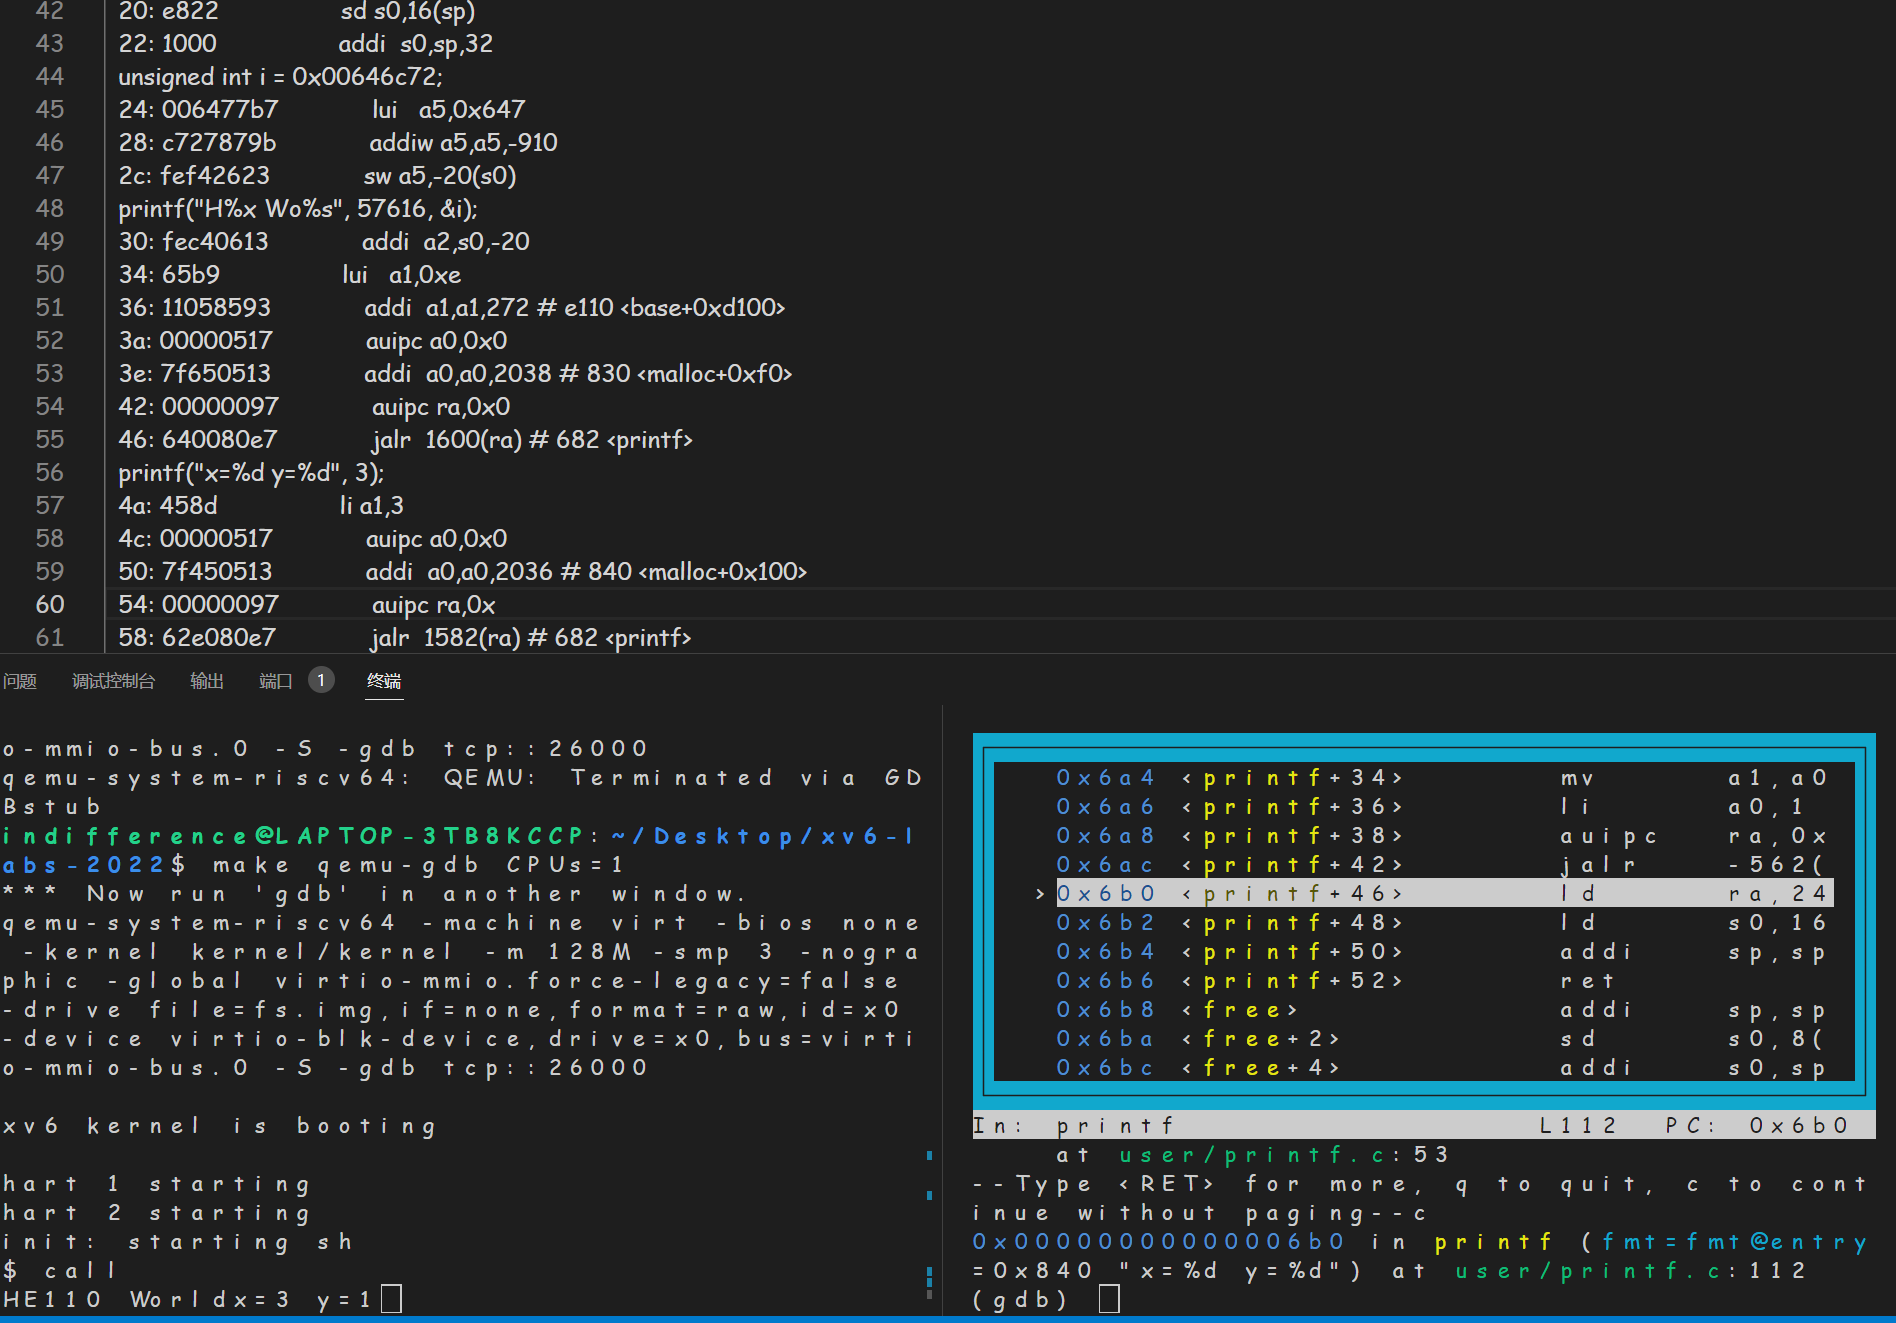 42 20: e822 sd s0,16(sp)
43 22: 1000 addi s0,sp,32
44 unsigned int i = 0x00646c72;
45 24: 006477b7 lui a5,0x647
46 28: c727879b addiw a5,a5,-910
47 2c: fef42623 sw a5,-20(s0)
48 printf("H%x Wo%s", 57616, &i);
49 30: fec40613 addi a2,s0,-20
50 34: 65b9 lui a1,0xe
51 36: 11058593 addi a1,a1,272 # e110 <base+0xd100>
52 3a: 00000517 auipc a0,0x0
53 3e: 7f650513 addi a0,a0,2038 # 830 <malloc+0xf0>
54 42: 00000097 auipc ra,0x0
55 46: 640080e7 jalr 1600(ra) # 682 <printf>
56 printf("x=%d y=%d", 3);
57 4a: 458d li a1,3
58 4c: 00000517 auipc a0,0x0
59 50: 7f450513 addi a0,a0,2036 # 840 <malloc+0x100>
60 54: 00000097 auipc ra,0x
61 58: 62e080e7 jalr 1582(ra) # 682 <printf>
问题 调试控制台 输出 端口 1 终端
o-mmio-bus.0 -S -gdb tcp::26000
qemu-system-riscv64: QEMU: Terminated via GD
Bstub
indifference@LAPTOP-3TB8KCCP:~/Desktop/xv6-l
abs-2022$ make qemu-gdb CPUs=1
*** Now run 'gdb' in another window.
qemu-system-riscv64 -machine virt -bios none
-kernel kernel/kernel -m 128M -smp 3 -nogra
phic -global virtio-mmio.force-legacy=false
-drive file=fs.img,if=none,format=raw,id=x0
-device virtio-blk-device,drive=x0,bus=virti
o-mmio-bus.0 -S -gdb tcp::26000
xv6 kernel is booting
hart 1 starting
hart 2 starting
init: starting sh
$ call
HE110 Worldx=3 y=1
0x6a4 <printf+34> mv a1,a0
0x6a6 <printf+36> li a0,1
0x6a8 <printf+38> auipc ra,0x
0x6ac <printf+42> jalr -562(
> 0x6b0 <printf+46> ld ra,24
0x6b2 <printf+48> ld s0,16
0x6b4 <printf+50> addi sp,sp
0x6b6 <printf+52> ret
0x6b8 <free> addi sp,sp
0x6ba <free+2> sd s0,8(
0x6bc <free+4> addi s0,sp
In: printf L112 PC: 0x6b0
at user/printf.c:53
--Type <RET> for more, q to quit, c to cont
inue without paging--c
0x00000000000006b0 in printf (fmt=fmt@entry
=0x840 "x=%d y=%d") at user/printf.c:112
(gdb)